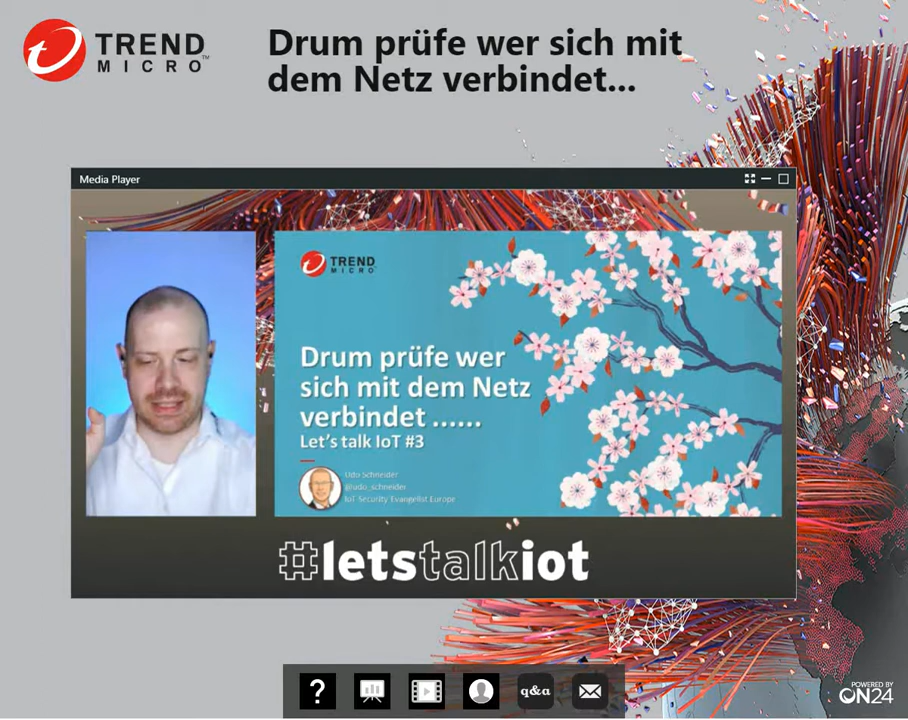 TREND
MICRO™
Drum prüfe wer sich mit
dem Netz verbindet...
Media Player
TREND
MICRO
Drum prüfe wer
sich mit dem Netz
verbindet ......
Let's talk IoT #3
Udo Schneider
@udo_schneider
IoT Security Evangelist Europe
#letstalkiot
?
q&a
POWERED BY
ON24